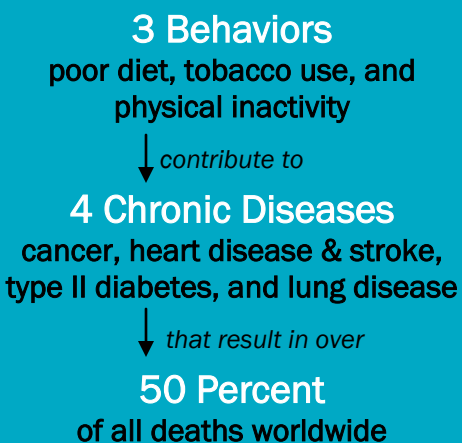 3 Behaviors
poor diet, tobacco use, and
physical inactivity
contribute to
4 Chronic Diseases
cancer, heart disease & stroke,
type II diabetes, and lung disease
that result in over
50 Percent
of all deaths worldwide